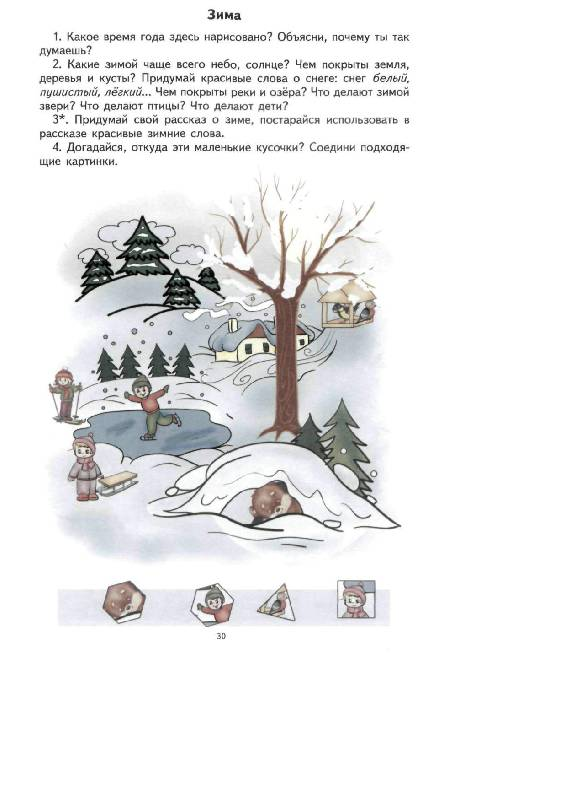 Зима
1. Какое время года здесь нарисовано? Объясни, почему ты так
думаешь?
2. Какие зимой чаще всего небо, солнце? Чем покрыты земля,
деревья и кусты? Придумай красивые слова о снеге: снег белый,
пушистый, лёгкий... Чем покрыты реки и озёра? Что делают зимой
звери? Что делают птицы? Что делают дети?
3*. Придумай свой рассказ о зиме, постарайся использовать в
рассказе красивые зимние слова.
4. Догадайся, откуда эти маленькие кусочки? Соедини подходя-
щие картинки.
30